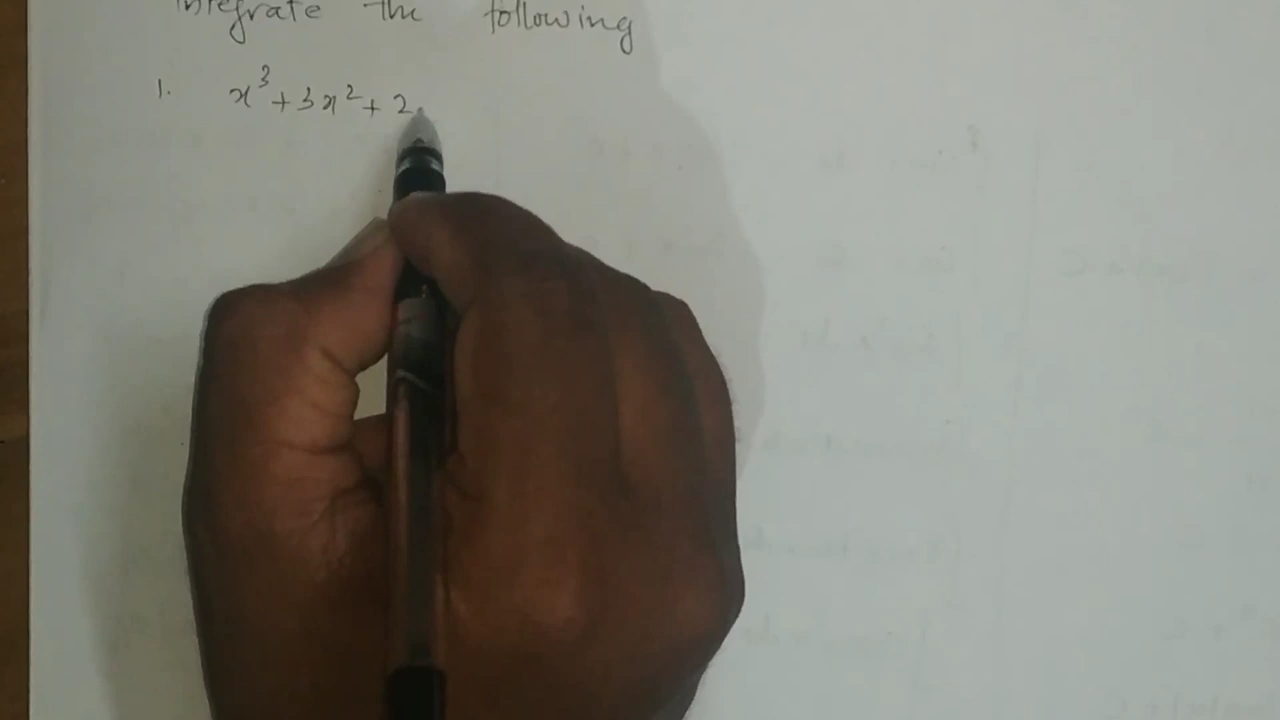 Integrate the following
1. x³ + 3x² + 2